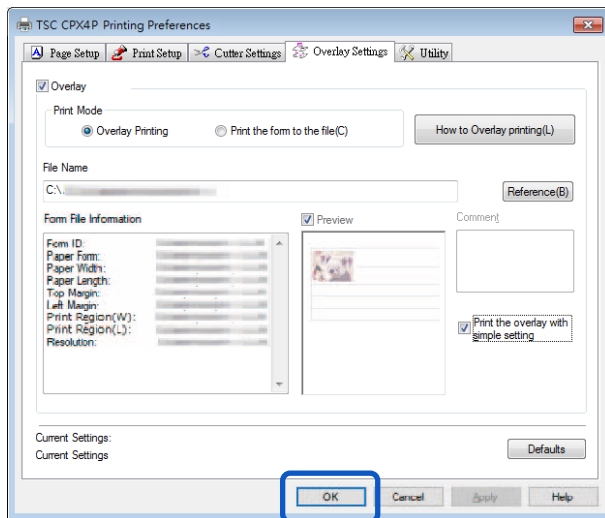 TSC CPX4P Printing Preferences
Page Setup Print Setup Cutter Settings Overlay Settings Utility
Overlay
Print Mode
Overlay Printing Print the form to the file(C) How to Overlay printing(L)
File Name
C:\.
Reference(B)
Form File Information Preview Comment
Form ID:
Paper Form:
Paper Width:
Paper Length:
Top Margin:
Left Margin:
Print Region(W):
Print Region(L):
Resolution:
Print the overlay with
simple setting
Current Settings:
Current Settings
Defaults
OK Cancel Apply Help